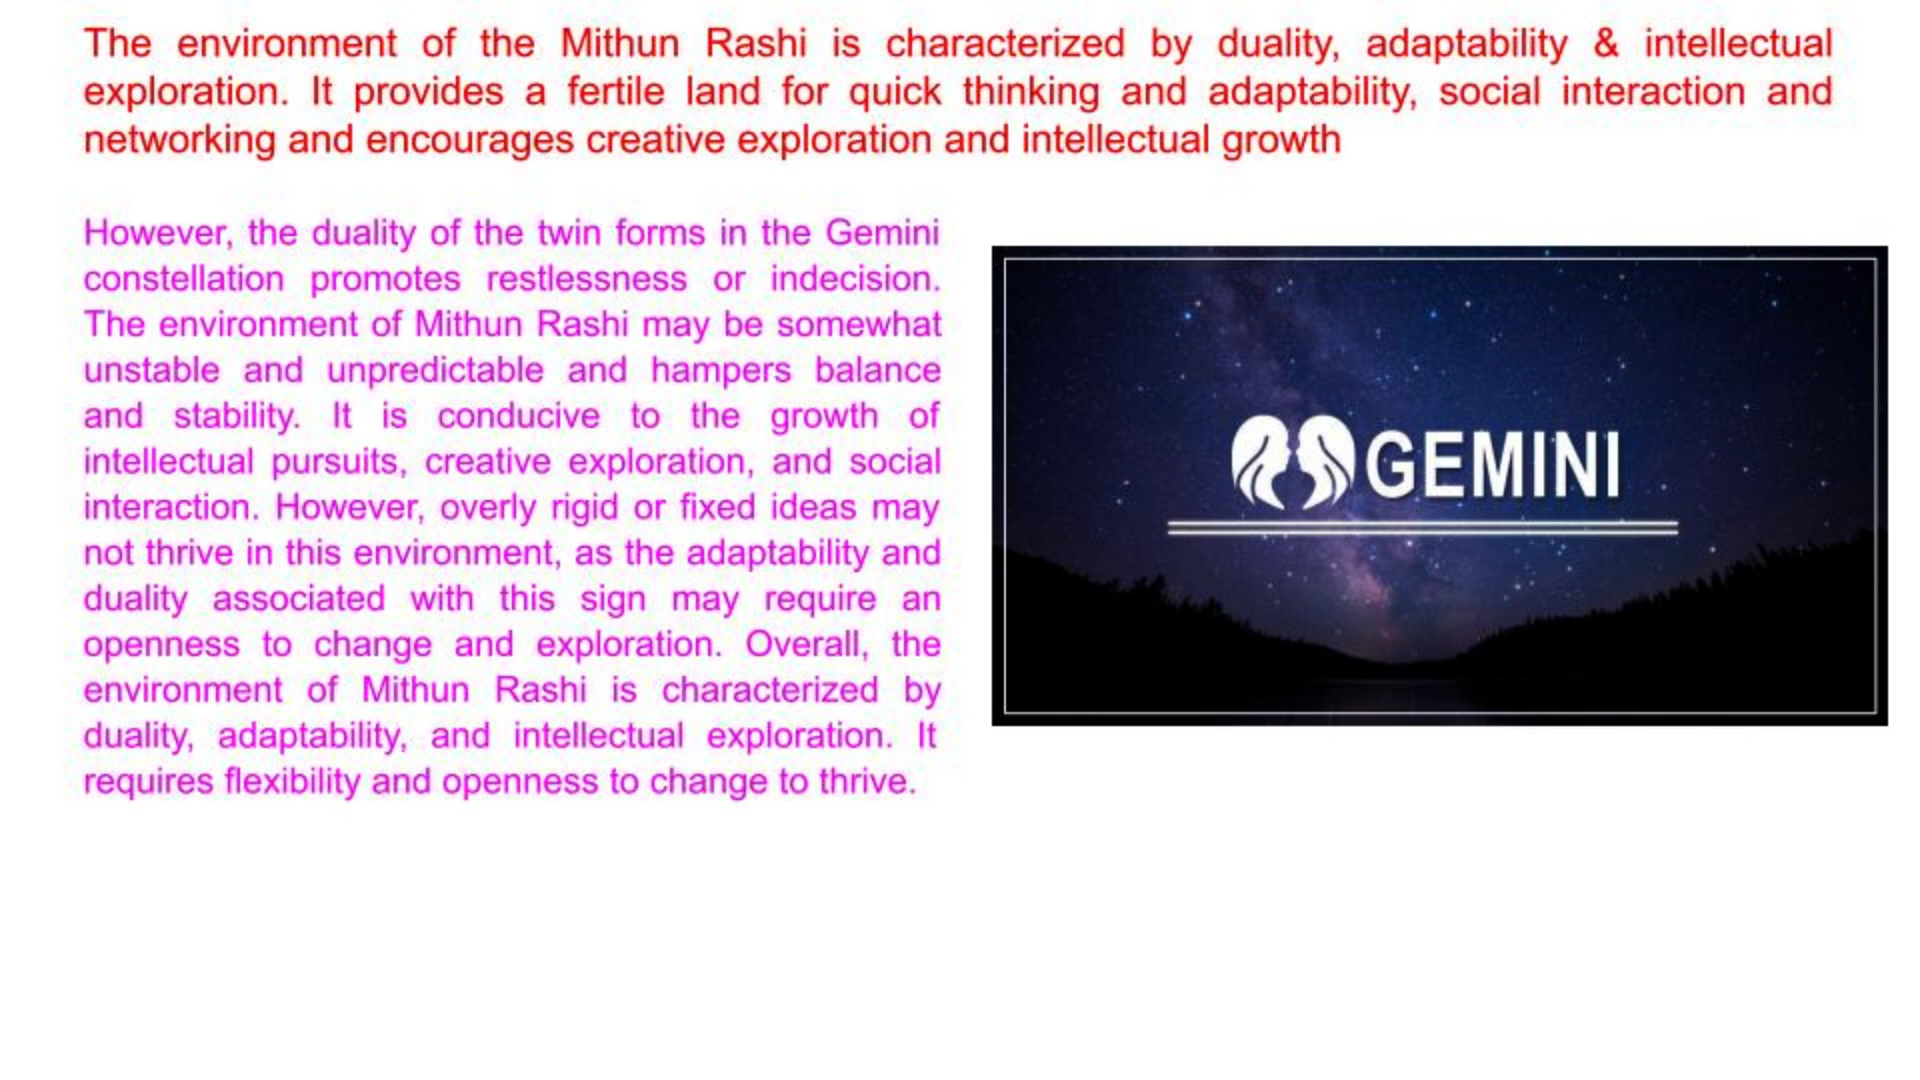 The environment of the Mithun Rashi is characterized by duality, adaptability & intellectual
exploration. It provides a fertile land for quick thinking and adaptability, social interaction and
networking and encourages creative exploration and intellectual growth
However, the duality of the twin forms in the Gemini
constellation promotes restlessness or indecision.
The environment of Mithun Rashi may be somewhat
unstable and unpredictable and hampers balance
and stability. It is conducive to the growth of
intellectual pursuits, creative exploration, and social
interaction. However, overly rigid or fixed ideas may
not thrive in this environment, as the adaptability and
duality associated with this sign may require an
openness to change and exploration. Overall, the
environment of Mithun Rashi is characterized by
duality, adaptability, and intellectual exploration. It
requires flexibility and openness to change to thrive.
GEMINI